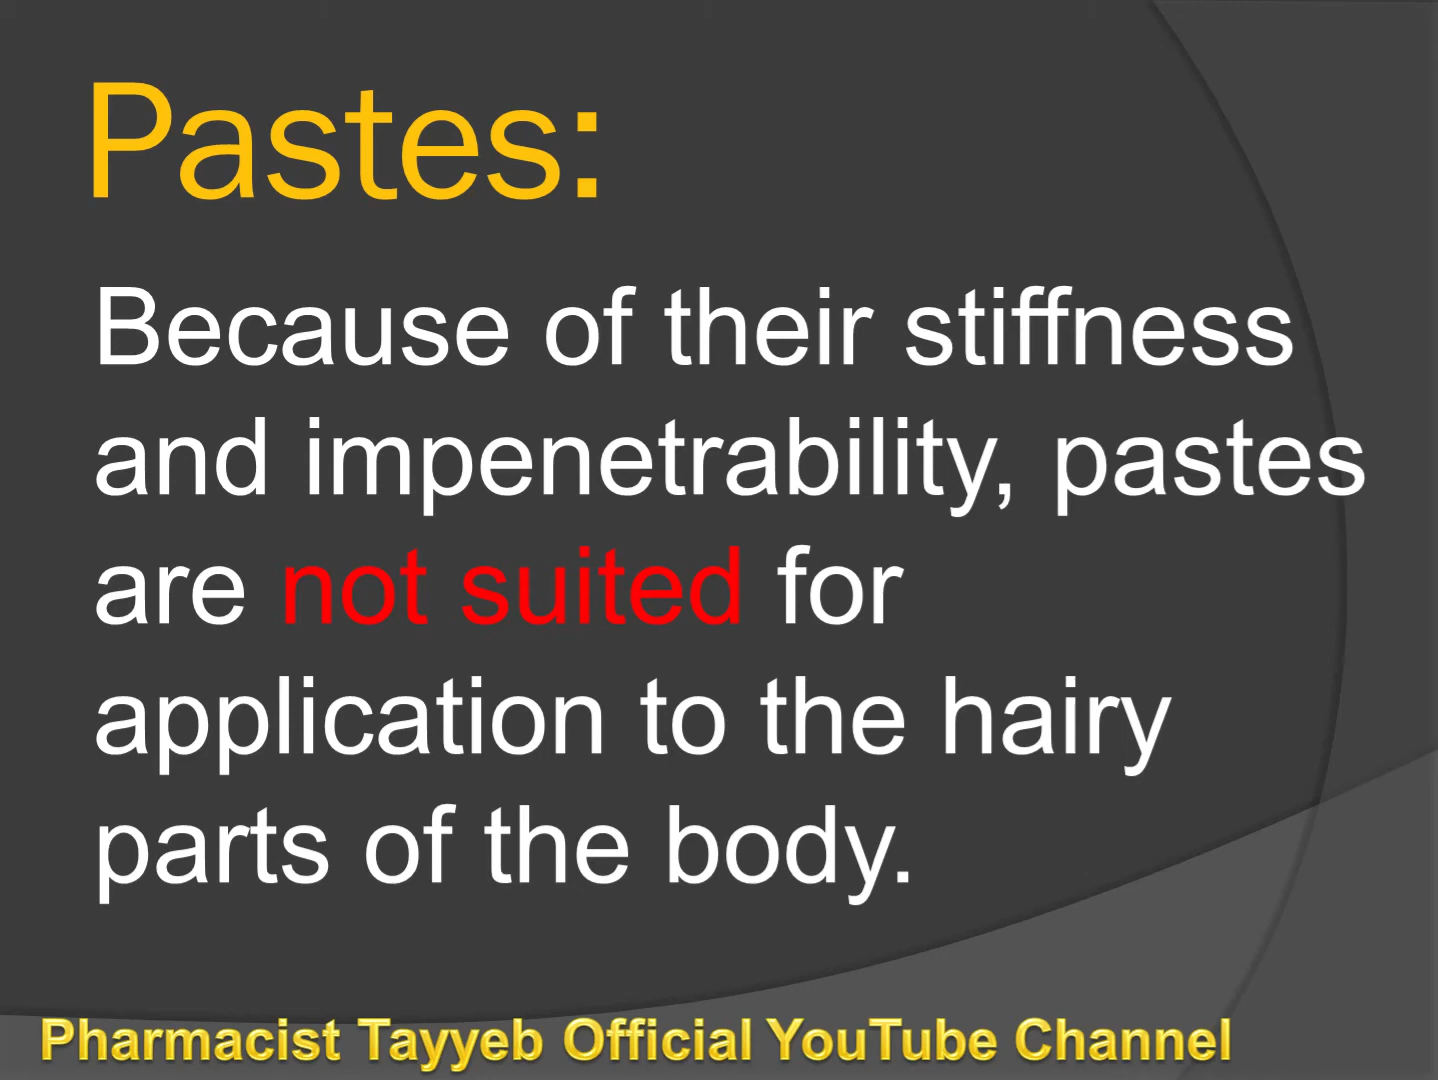 Pastes:
Because of their stiffness
and impenetrability, pastes
are not suited for
application to the hairy
parts of the body.
Pharmacist Tayyeb Official YouTube Channel